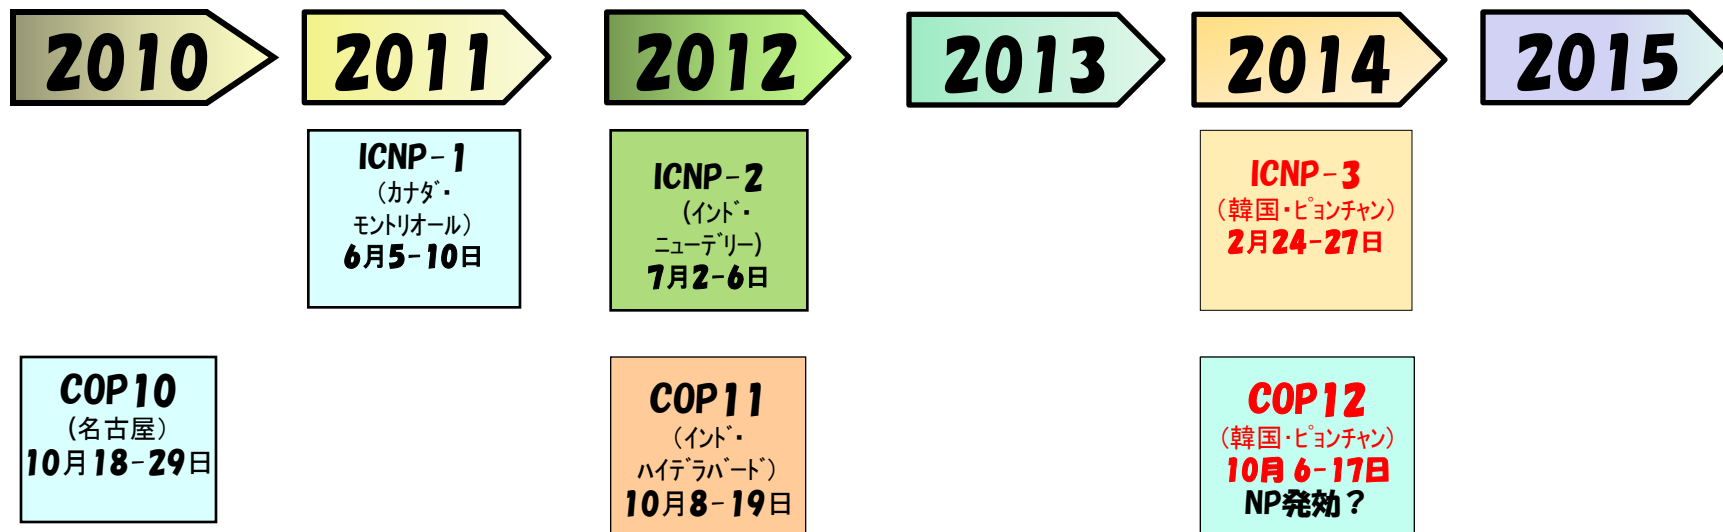 2010
2011
2012
2013
2014
2015
ICNP-1
(ｶﾅﾀﾞ・
ﾓﾝﾄﾘｵｰﾙ)
6月5-10日
ICNP-2
(ｲﾝﾄﾞ・
ﾆｭｰﾃﾞﾘｰ)
7月2-6日
ICNP-3
(韓国・ﾋﾟｮﾝﾁｬﾝ)
2月24-27日
COP10
(名古屋)
10月18-29日
COP11
(ｲﾝﾄﾞ・
ﾊｲﾃﾞﾗﾊﾞｰﾄﾞ)
10月8-19日
COP12
(韓国・ﾋﾟｮﾝﾁｬﾝ)
10月 6-17日
NP発効？